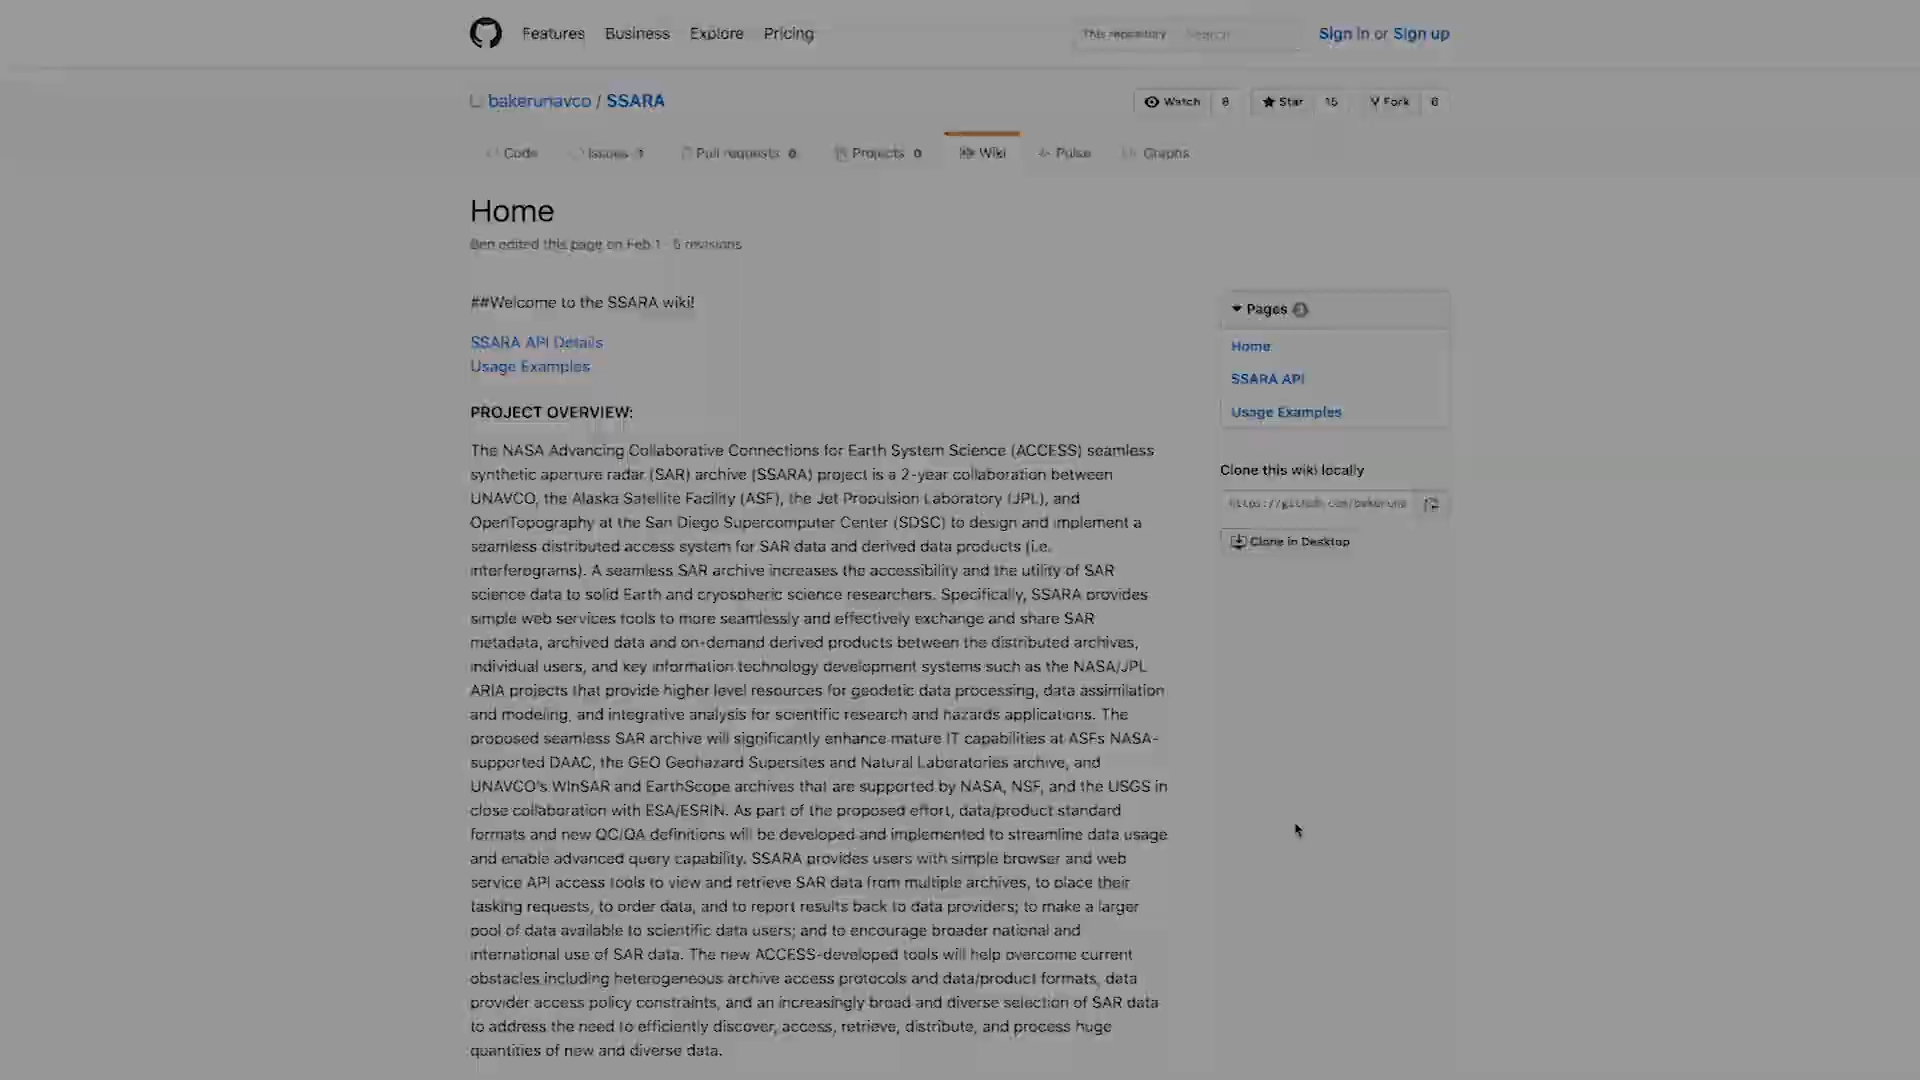 Features Business Explore Pricing This repository Search Sign in or Sign up
bakerunavco / SSARA Watch 8 Star 15 Fork 6
Code Issues 1 Pull requests 0 Projects 0 Wiki Pulse Graphs
Home
Ben edited this page on Feb 1 · 5 revisions
##Welcome to the SSARA wiki!
SSARA API Details
Usage Examples
PROJECT OVERVIEW:
The NASA Advancing Collaborative Connections for Earth System Science (ACCESS) seamless
synthetic aperture radar (SAR) archive (SSARA) project is a 2-year collaboration between
UNAVCO, the Alaska Satellite Facility (ASF), the Jet Propulsion Laboratory (JPL), and
OpenTopography at the San Diego Supercomputer Center (SDSC) to design and implement a
seamless distributed access system for SAR data and derived data products (i.e.
interferograms). A seamless SAR archive increases the accessibility and the utility of SAR
science data to solid Earth and cryospheric science researchers. Specifically, SSARA provides
simple web services tools to more seamlessly and effectively exchange and share SAR
metadata, archived data and on-demand derived products between the distributed archives,
individual users, and key information technology development systems such as the NASA/JPL
ARIA projects that provide higher level resources for geodetic data processing, data assimilation
and modeling, and integrative analysis for scientific research and hazards applications. The
proposed seamless SAR archive will significantly enhance mature IT capabilities at ASFs NASA-
supported DAAC, the GEO Geohazard Supersites and Natural Laboratories archive, and
UNAVCO's WInSAR and EarthScope archives that are supported by NASA, NSF, and the USGS in
close collaboration with ESA/ESRIN. As part of the proposed effort, data/product standard
formats and new QC/QA definitions will be developed and implemented to streamline data usage
and enable advanced query capability. SSARA provides users with simple browser and web
service API access tools to view and retrieve SAR data from multiple archives, to place their
tasking requests, to order data, and to report results back to data providers; to make a larger
pool of data available to scientific data users; and to encourage broader national and
international use of SAR data. The new ACCESS-developed tools will help overcome current
obstacles including heterogeneous archive access protocols and data/product formats, data
provider access policy constraints, and an increasingly broad and diverse selection of SAR data
to address the need to efficiently discover, access, retrieve, distribute, and process huge
quantities of new and diverse data.
Pages
Home
SSARA API
Usage Examples
Clone this wiki locally
https://github.com/bakeruna
Clone in Desktop